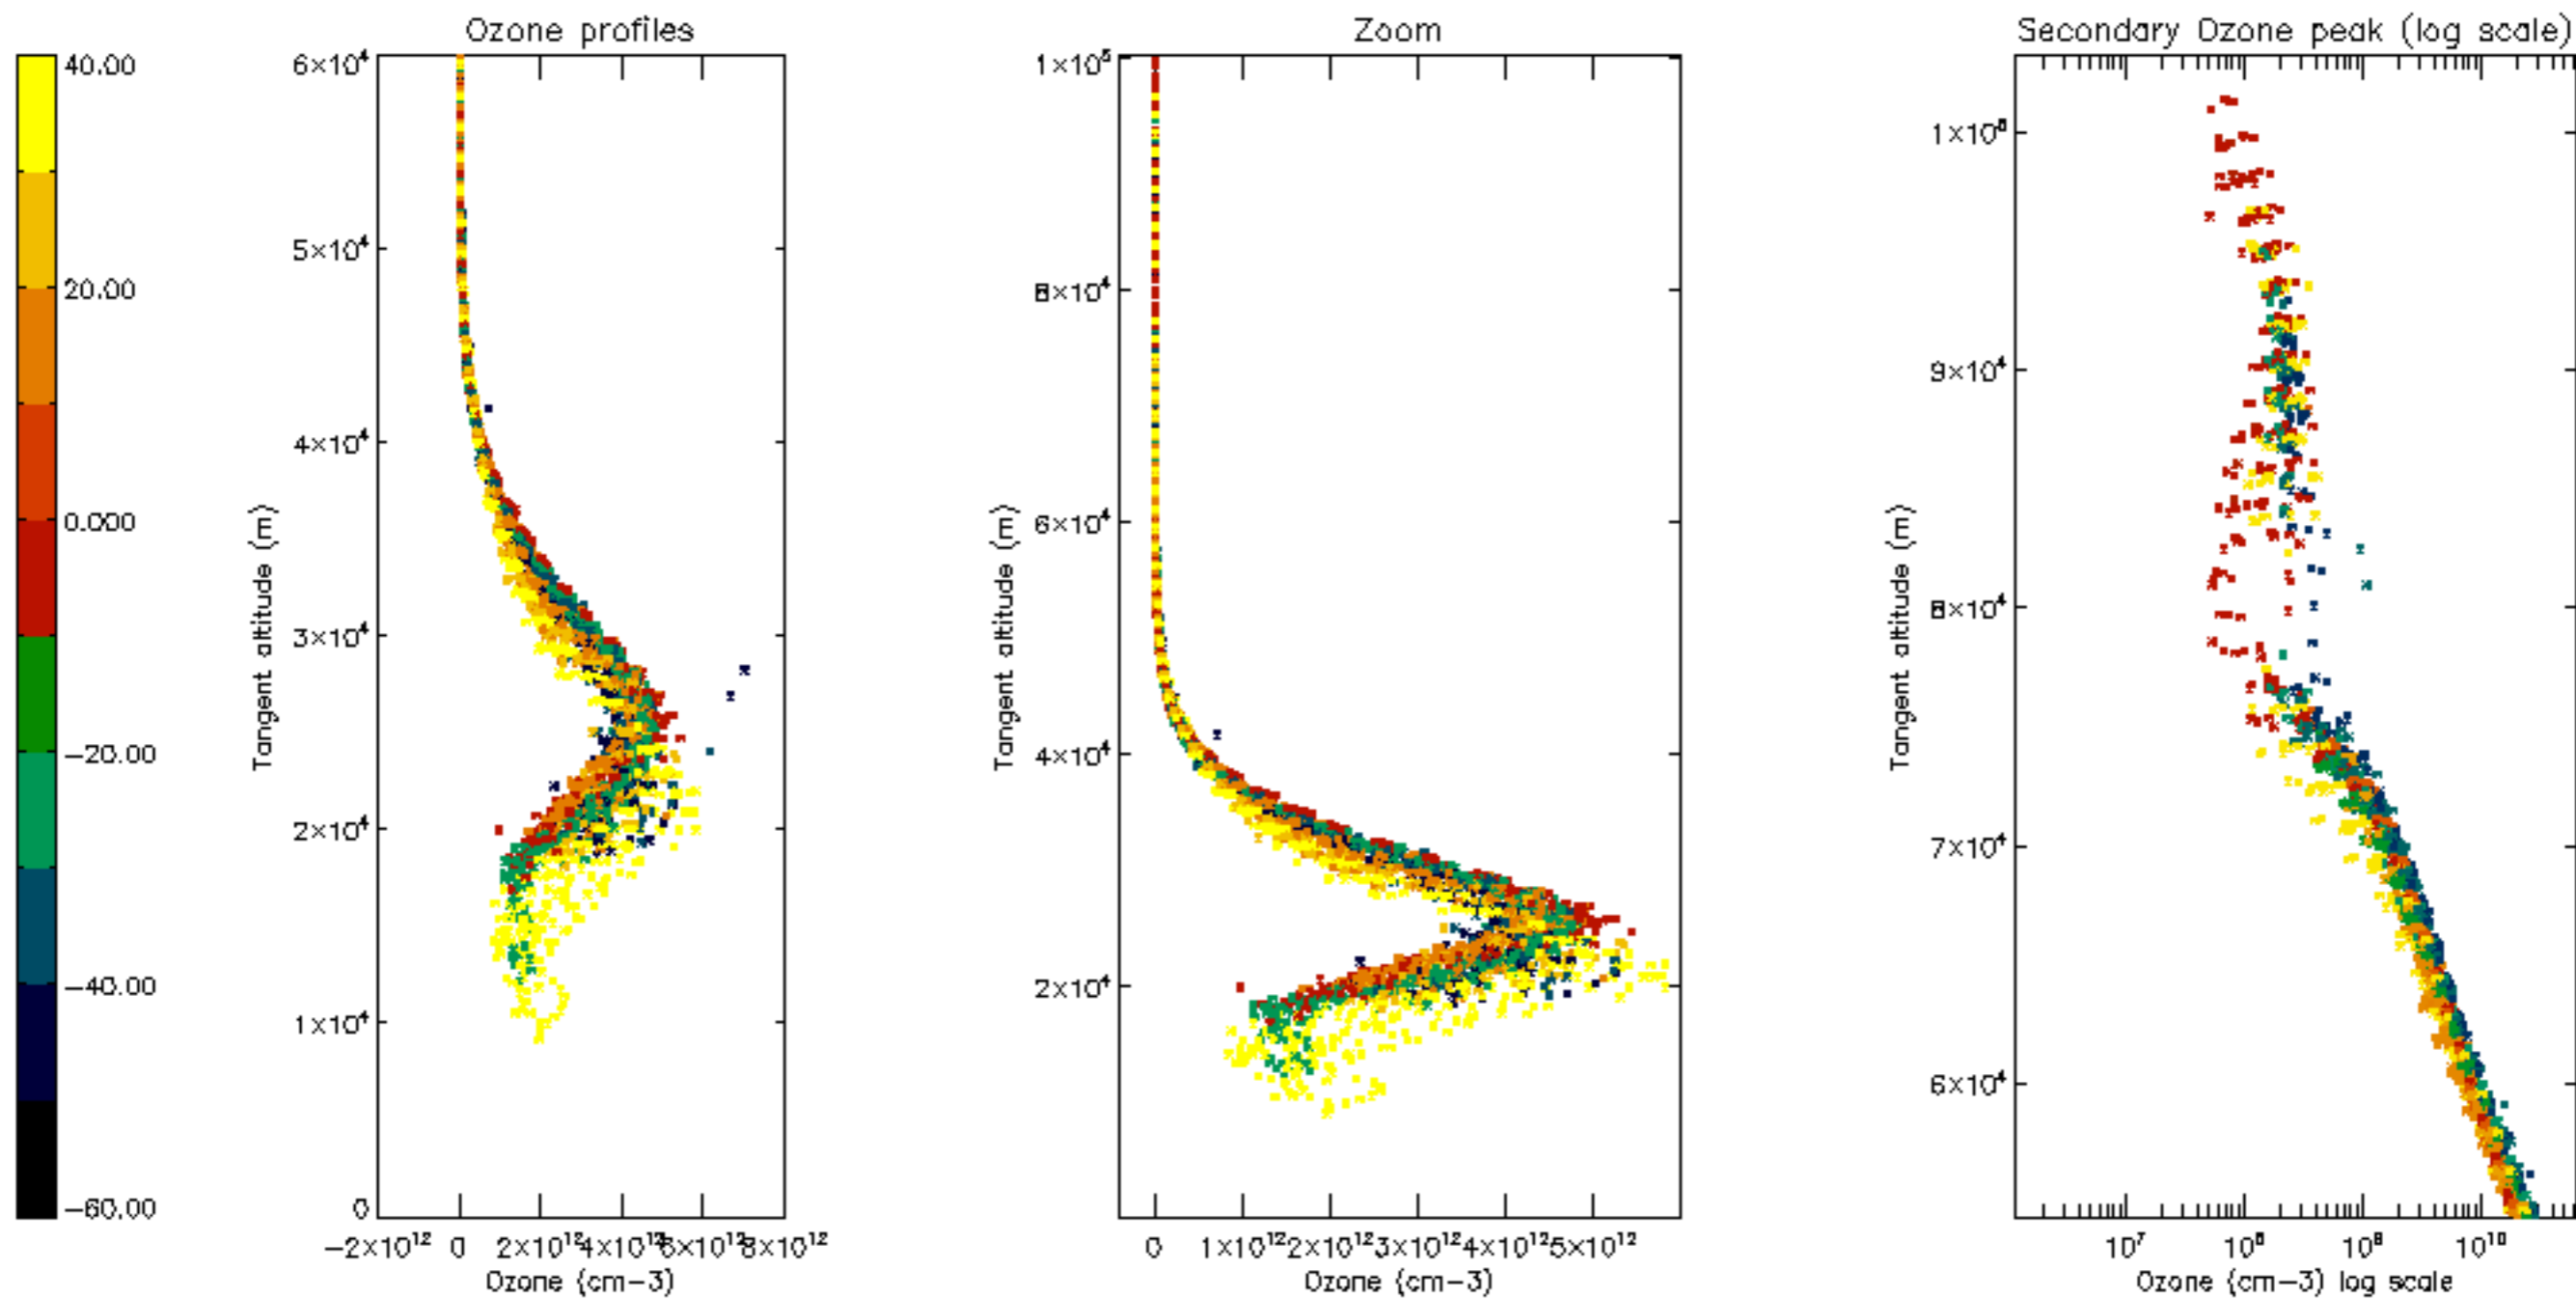 Ozone profiles
Zoom
Secondary Ozone peak (log scale)
40.00
20.00
0.000
−20.00
−40.00
−60.00
6×10⁴
5×10⁴
4×10⁴
3×10⁴
2×10⁴
1×10⁴
0
Tangent altitude (m)
−2×10¹² 0 2×10¹² 4×10¹² 6×10¹² 8×10¹²
Ozone (cm−3)
1×10⁵
8×10⁴
6×10⁴
4×10⁴
2×10⁴
Tangent altitude (m)
0 1×10¹² 2×10¹² 3×10¹² 4×10¹² 5×10¹²
Ozone (cm−3)
1×10⁵
9×10⁴
8×10⁴
7×10⁴
6×10⁴
Tangent altitude (m)
10⁷ 10⁸ 10⁹ 10¹⁰
Ozone (cm−3) log scale